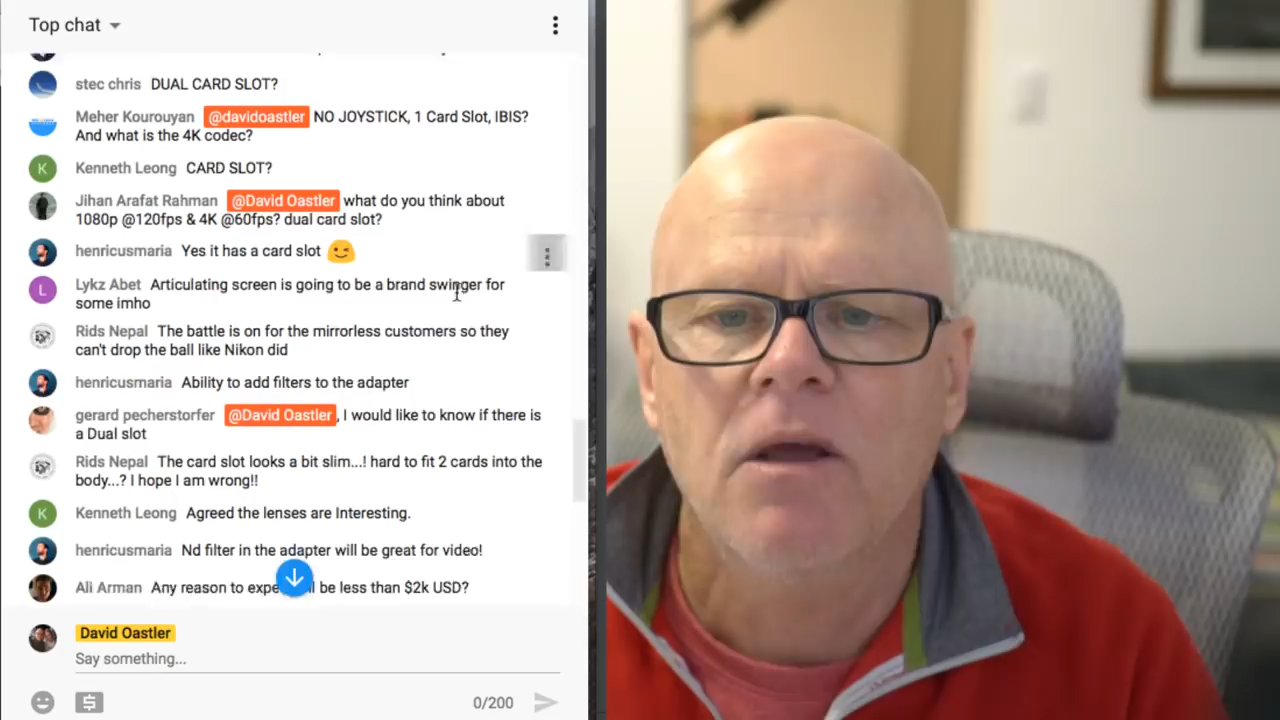 Top chat
stec chris DUAL CARD SLOT?
Meher Kourouyan @davidoastler NO JOYSTICK, 1 Card Slot, IBIS?
And what is the 4K codec?
K Kenneth Leong CARD SLOT?
Jihan Arafat Rahman @David Oastler what do you think about
1080p @120fps & 4K @60fps? dual card slot?
henricusmaria Yes it has a card slot 😉
L Lykz Abet Articulating screen is going to be a brand swinger for
some imho
Rids Nepal The battle is on for the mirrorless customers so they
can't drop the ball like Nikon did
henricusmaria Ability to add filters to the adapter
gerard pecherstorfer @David Oastler, I would like to know if there is
a Dual slot
Rids Nepal The card slot looks a bit slim...! hard to fit 2 cards into the
body...? I hope I am wrong!!
K Kenneth Leong Agreed the lenses are Interesting.
henricusmaria Nd filter in the adapter will be great for video!
Ali Arman Any reason to be less than $2k USD?
David Oastler
Say something...
0/200